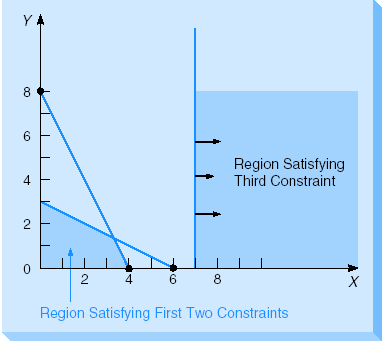 Y
8
6
4
2
0
2
4
6
8
X
Region Satisfying
Third Constraint
Region Satisfying First Two Constraints